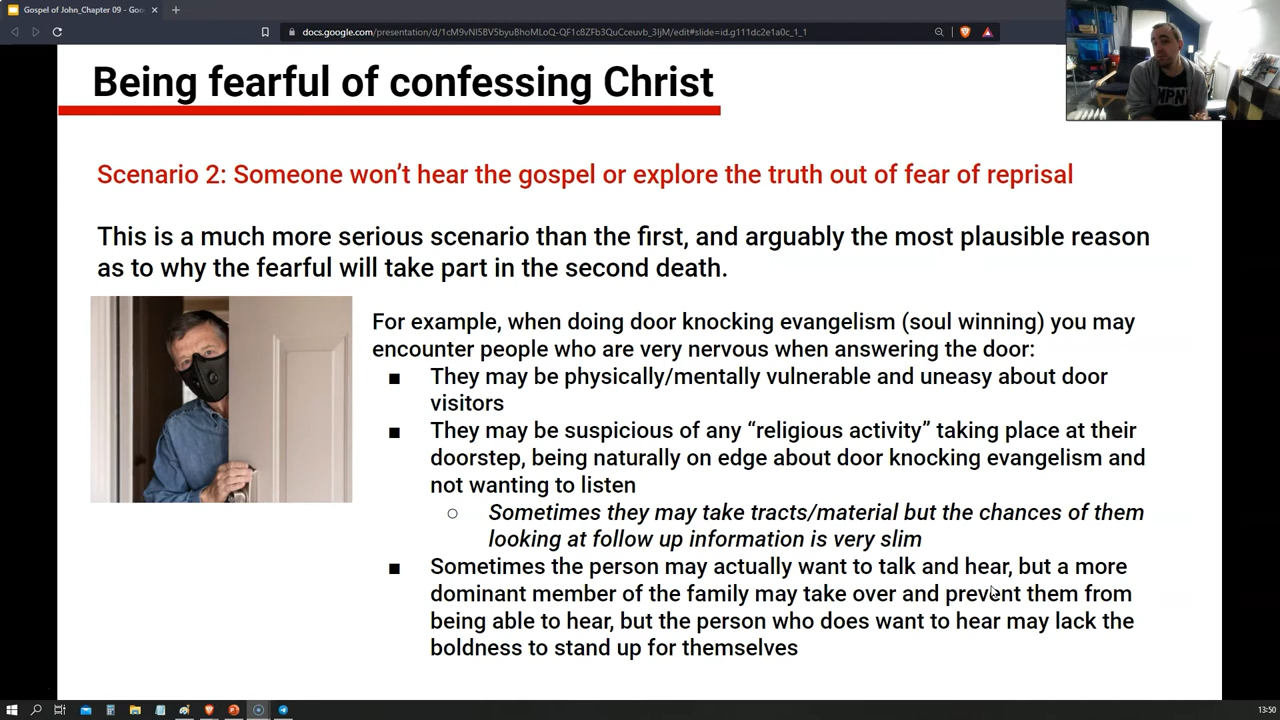 Gospel of John_Chapter 09 - Goo
docs.google.com/presentation/d/1cM9vNISBV5byuBhoMLoQ-QF1c8ZFb3QuCceuvb_3IjM/edit#slide=id.g111dc2e1a0c_1_1
Being fearful of confessing Christ
Scenario 2: Someone won’t hear the gospel or explore the truth out of fear of reprisal
This is a much more serious scenario than the first, and arguably the most plausible reason
as to why the fearful will take part in the second death.
For example, when doing door knocking evangelism (soul winning) you may
encounter people who are very nervous when answering the door:
They may be physically/mentally vulnerable and uneasy about door
visitors
They may be suspicious of any “religious activity” taking place at their
doorstep, being naturally on edge about door knocking evangelism and
not wanting to listen
Sometimes they may take tracts/material but the chances of them
looking at follow up information is very slim
Sometimes the person may actually want to talk and hear, but a more
dominant member of the family may take over and prevent them from
being able to hear, but the person who does want to hear may lack the
boldness to stand up for themselves
13:50